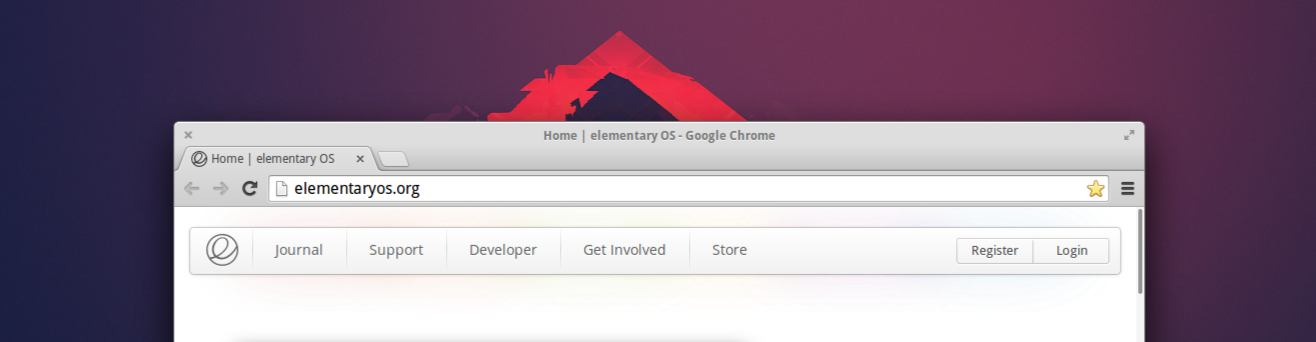 Home | elementary OS - Google Chrome
Home | elementary OS
elementaryos.org
Journal Support Developer Get Involved Store Register Login